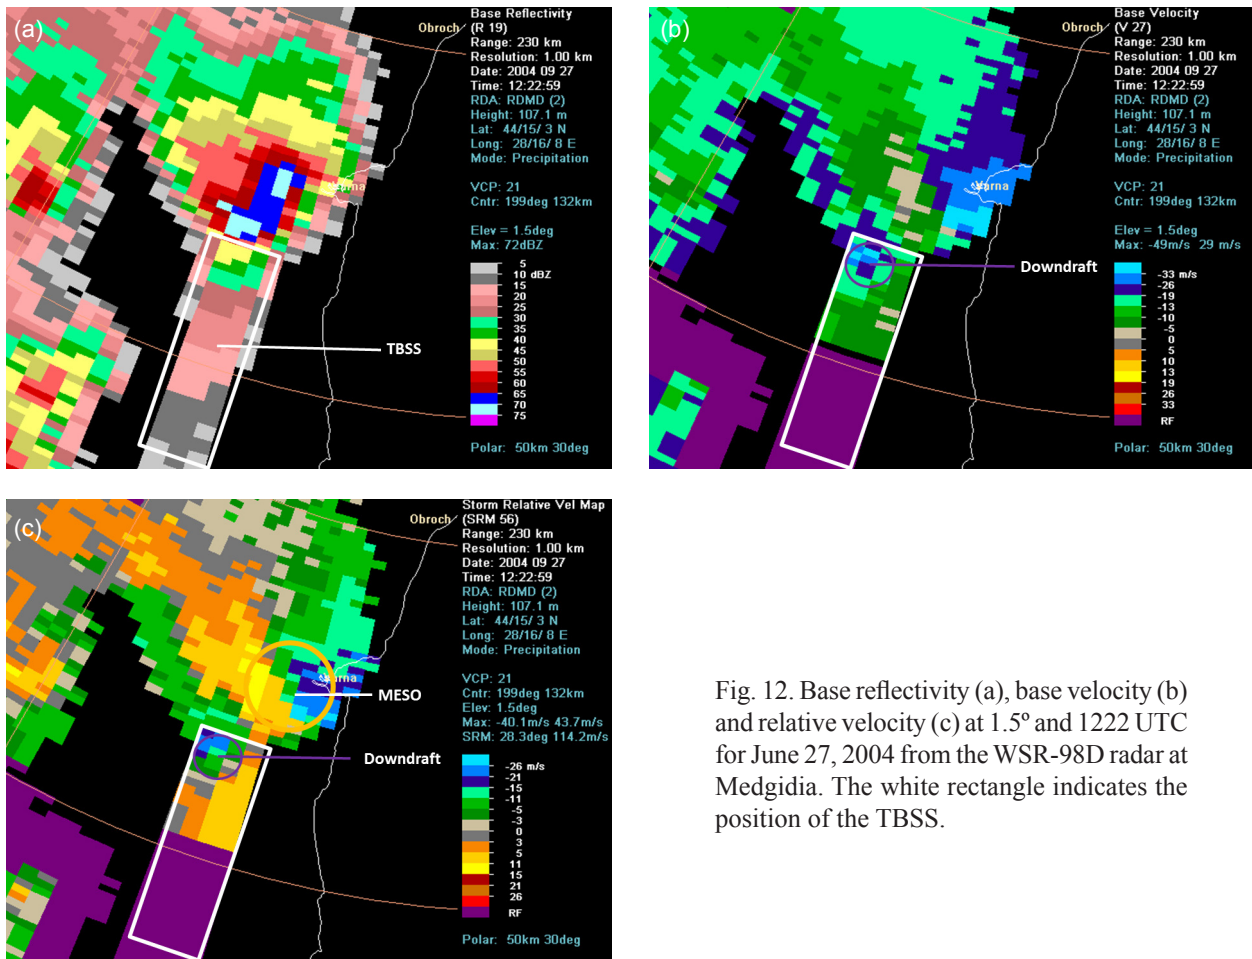 (a)
Obroch
Base Reflectivity
(R 19)
Range: 230 km
Resolution: 1.00 km
Date: 2004 09 27
Time: 12:22:59
RDA: RDMD (2)
Height: 107.1 m
Lat: 44/15/ 3 N
Long: 28/16/ 8 E
Mode: Precipitation
Varna
VCP: 21
Cntr: 199deg 132km
Elev = 1.5deg
Max: 72dBZ
5
10 dBZ
15
20
25
30
35
40
45
50
55
60
65
70
75
TBSS
Polar: 50km 30deg
(b)
Obroch
Base Velocity
(V 27)
Range: 230 km
Resolution: 1.00 km
Date: 2004 09 27
Time: 12:22:59
RDA: RDMD (2)
Height: 107.1 m
Lat: 44/15/ 3 N
Long: 28/16/ 8 E
Mode: Precipitation
Varna
VCP: 21
Cntr: 199deg 132km
Elev = 1.5deg
Max: -49m/s 29 m/s
Downdraft
-33 m/s
-26
-19
-13
-10
-5
0
5
10
13
19
26
33
RF
Polar: 50km 30deg
(c)
Obroch
Storm Relative Vel Map
(SRM 56)
Range: 230 km
Resolution: 1.00 km
Date: 2004 09 27
Time: 12:22:59
RDA: RDMD (2)
Height: 107.1 m
Lat: 44/15/ 3 N
Long: 28/16/ 8 E
Mode: Precipitation
Varna
MESO
VCP: 21
Cntr: 199deg 132km
Elev: 1.5deg
Max: -40.1m/s 43.7m/s
SRM: 28.3deg 114.2m/s
Downdraft
-26 m/s
-21
-15
-11
-5
-3
0
3
5
11
15
21
26
RF
Polar: 50km 30deg
Fig. 12. Base reflectivity (a), base velocity (b)
and relative velocity (c) at 1.5º and 1222 UTC
for June 27, 2004 from the WSR-98D radar at
Medgidia. The white rectangle indicates the
position of the TBSS.